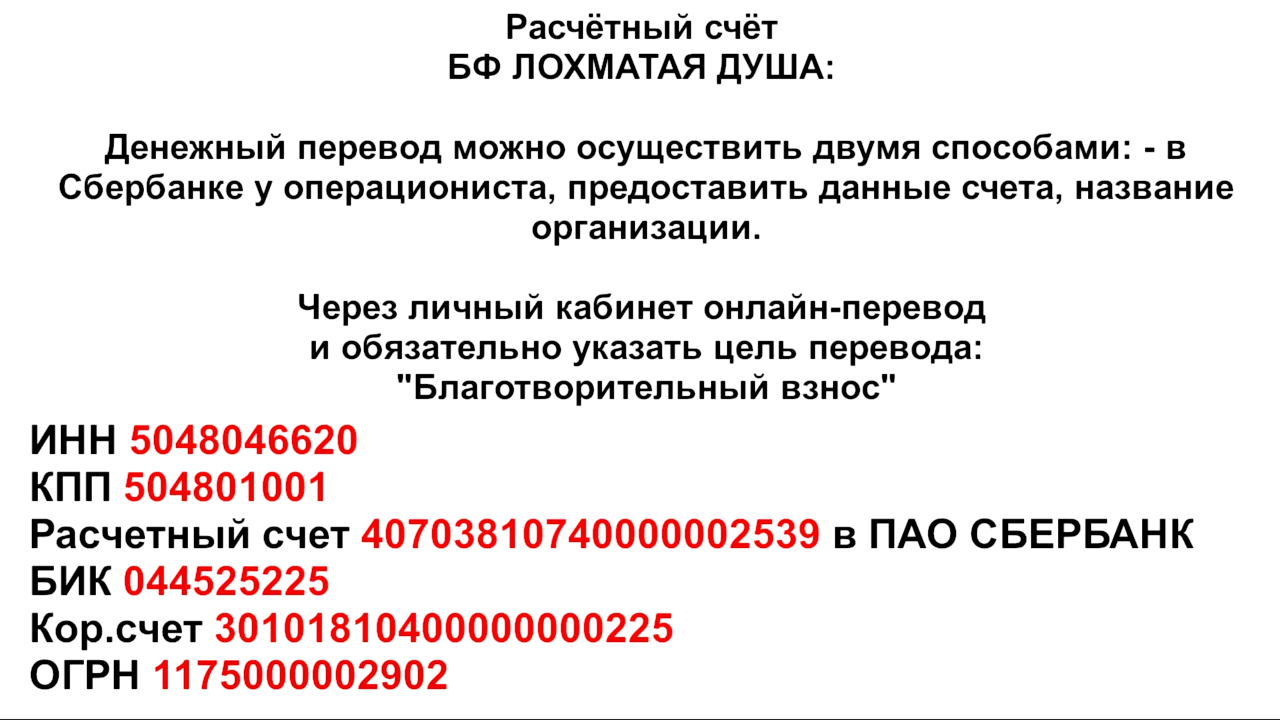 Расчётный счёт
БФ ЛОХМАТАЯ ДУША:
Денежный перевод можно осуществить двумя способами: - в
Сбербанке у операциониста, предоставить данные счета, название
организации.
Через личный кабинет онлайн-перевод
и обязательно указать цель перевода:
"Благотворительный взнос"
ИНН 5048046620
КПП 504801001
Расчетный счет 40703810740000002539 в ПАО СБЕРБАНК
БИК 044525225
Кор.счет 30101810400000000225
ОГРН 1175000002902